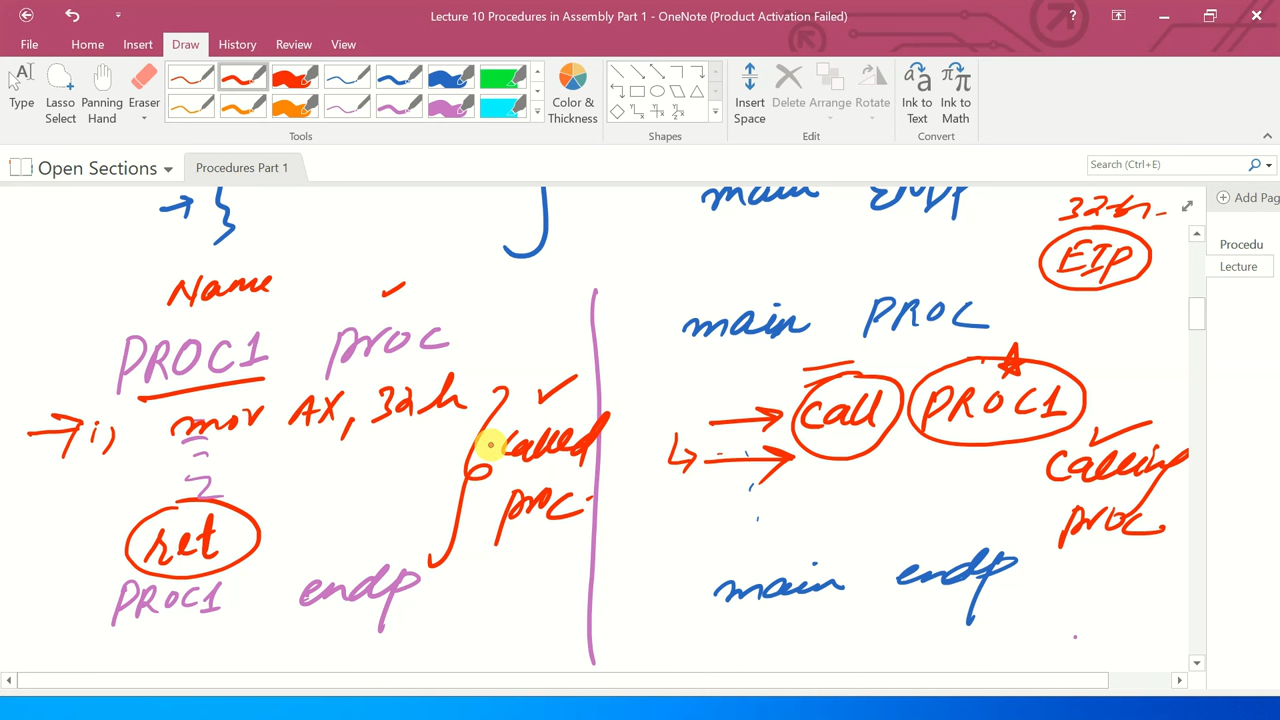 Lecture 10 Procedures in Assembly Part 1 - OneNote (Product Activation Failed)
?
File Home Insert Draw History Review View
Type
Lasso Select
Panning Hand
Eraser
Color & Thickness
Insert Space
Delete
Arrange
Rotate
Ink to Text
Ink to Math
Tools
Shapes
Edit
Convert
Open Sections
Procedures Part 1
Search (Ctrl+E)
Add Pag
Procedu
Lecture
→ }
Name
PROC1 proc
→ i) mov AX, 32h
called
proc
ret
PROC1 endp
main ENDP
EIP
main PROC
call PROC1
calling
proc
main endp